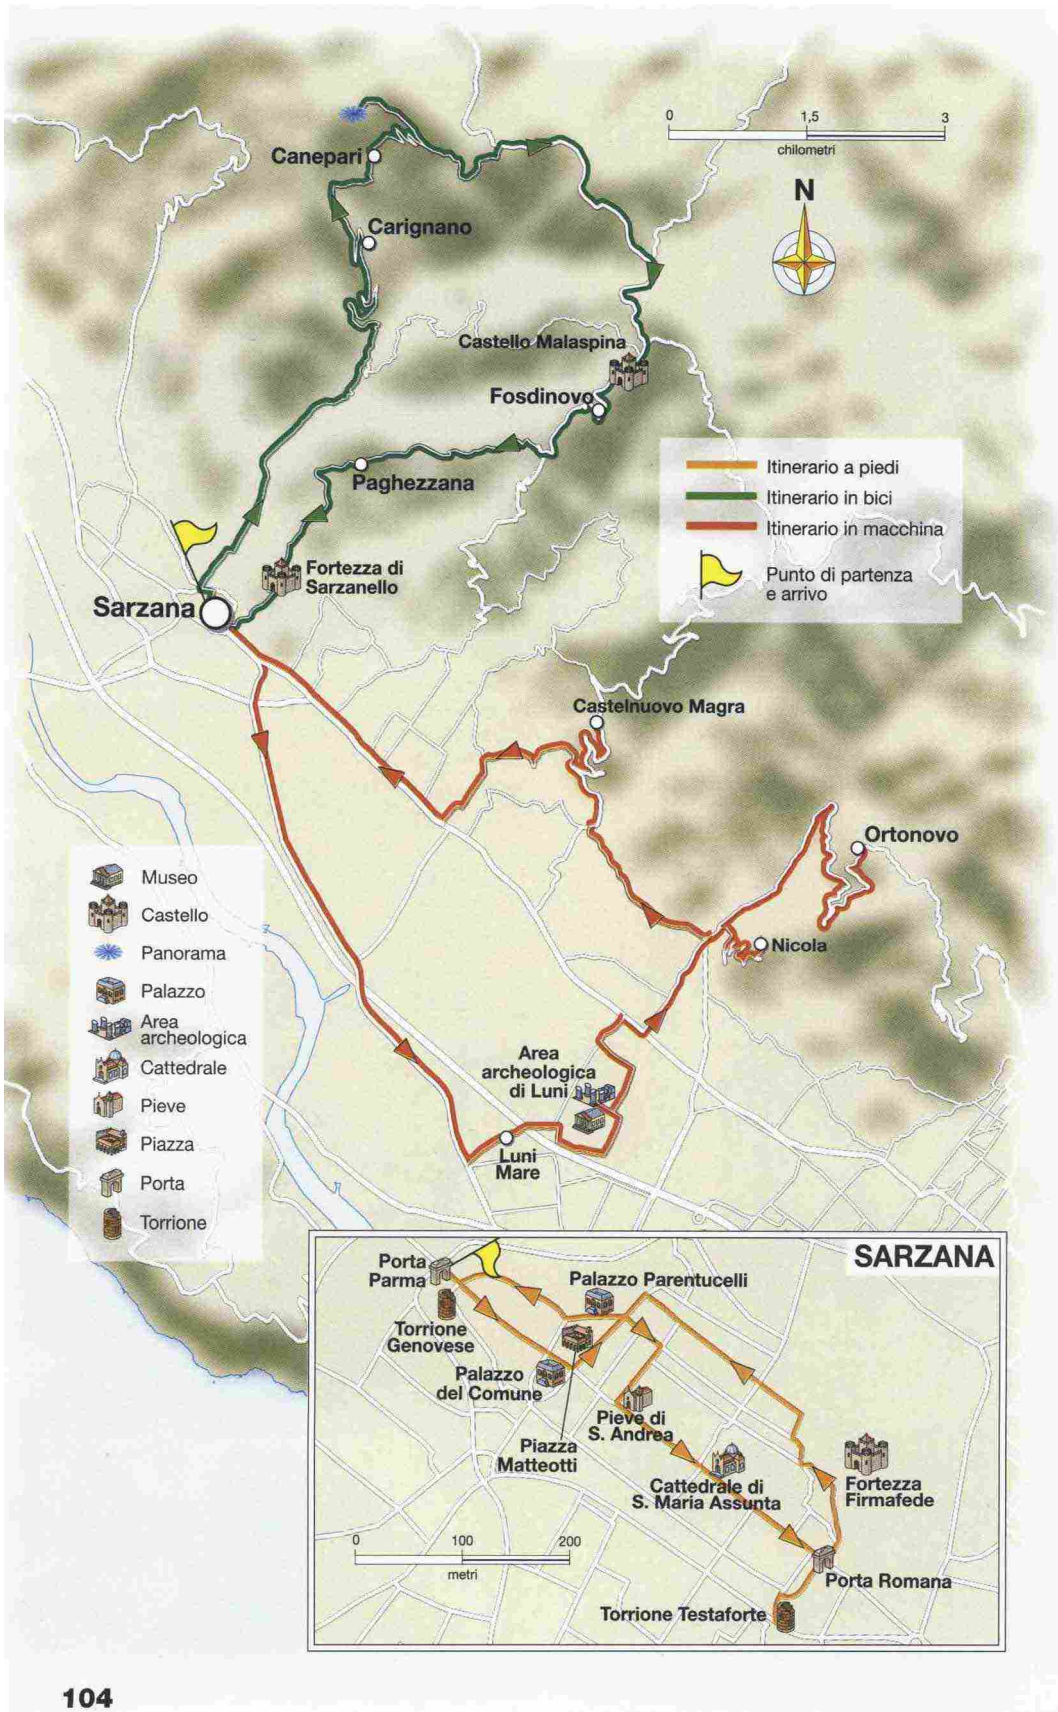 0 1,5 3
chilometri
N
Canepari
Carignano
Castello Malaspina
Fosdinovo
Paghezzana
Itinerario a piedi
Itinerario in bici
Itinerario in macchina
Punto di partenza
e arrivo
Fortezza di
Sarzanello
Sarzana
Castelnuovo Magra
Ortonovo
Nicola
Museo
Castello
Panorama
Palazzo
Area
archeologica
Cattedrale
Pieve
Piazza
Porta
Torrione
Area
archeologica
di Luni
Luni
Mare
SARZANA
Porta
Parma
Palazzo Parentucelli
Torrione
Genovese
Palazzo
del Comune
Pieve di
S. Andrea
Piazza
Matteotti
Cattedrale di
S. Maria Assunta
Fortezza
Firmafede
0 100 200
metri
Porta Romana
Torrione Testaforte
104